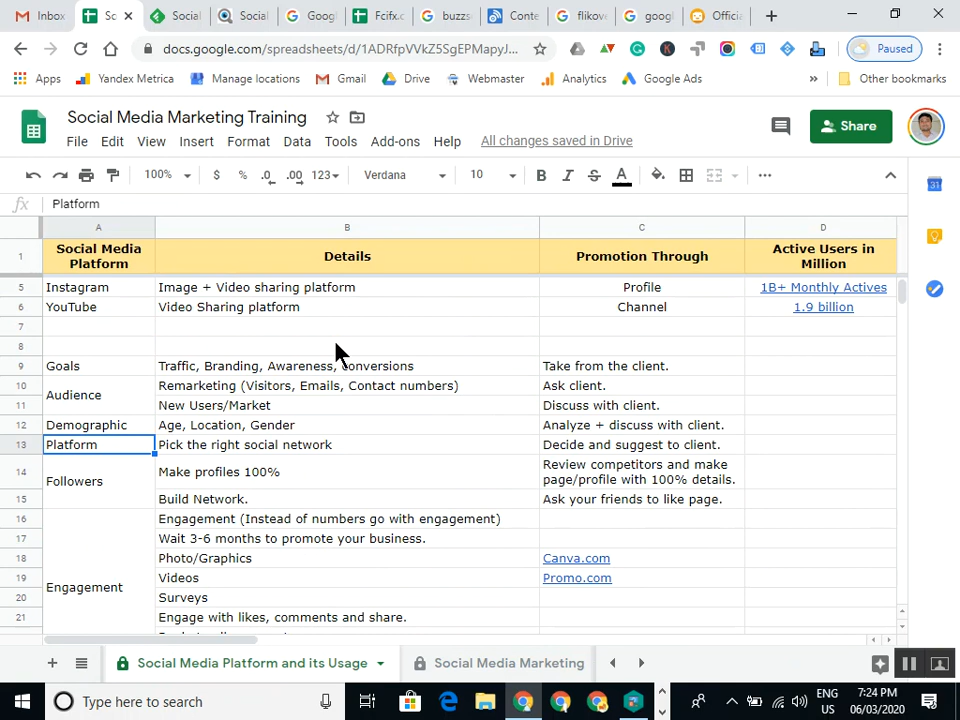 Inbox
Sc
Social
Social
Googl
Fcifx.c
buzzs
Conte
flikov
googl
Officia
docs.google.com/spreadsheets/d/1ADRfpVVkZ5SgEPMapyJ...
Paused
Apps
Yandex Metrica
Manage locations
Gmail
Drive
Webmaster
Analytics
Google Ads
»
Other bookmarks
Social Media Marketing Training
Share
File Edit View Insert Format Data Tools Add-ons Help All changes saved in Drive
100% $ % .0 .00 123 Verdana 10 B I S A
fx Platform
A B C D
1 Social Media Platform Details Promotion Through Active Users in Million
5 Instagram Image + Video sharing platform Profile 1B+ Monthly Actives
6 YouTube Video Sharing platform Channel 1.9 billion
7
8
9 Goals Traffic, Branding, Awareness, conversions Take from the client.
10 Audience Remarketing (Visitors, Emails, Contact numbers) Ask client.
11 New Users/Market Discuss with client.
12 Demographic Age, Location, Gender Analyze + discuss with client.
13 Platform Pick the right social network Decide and suggest to client.
14 Followers Make profiles 100% Review competitors and make page/profile with 100% details.
15 Build Network. Ask your friends to like page.
16 Engagement (Instead of numbers go with engagement)
17 Wait 3-6 months to promote your business.
18 Photo/Graphics Canva.com
19 Engagement Videos Promo.com
20 Surveys
21 Engage with likes, comments and share.
Social Media Platform and its Usage
Social Media Marketing
Type here to search
ENG
US
7:24 PM
06/03/2020